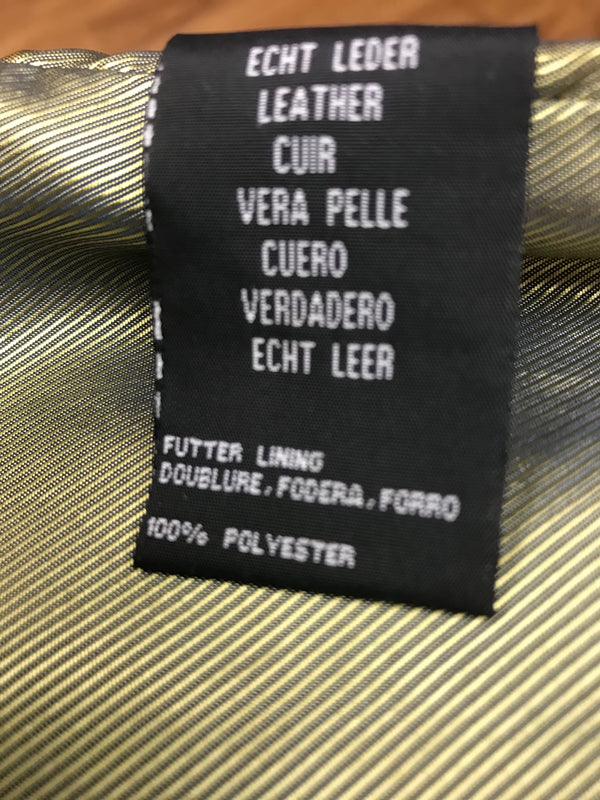 ECHT LEDER
LEATHER
CUIR
VERA PELLE
CUERO
VERDADERO
ECHT LEER
FUTTER LINING
DOUBLURE, FODERA, FORRO
100% POLYESTER